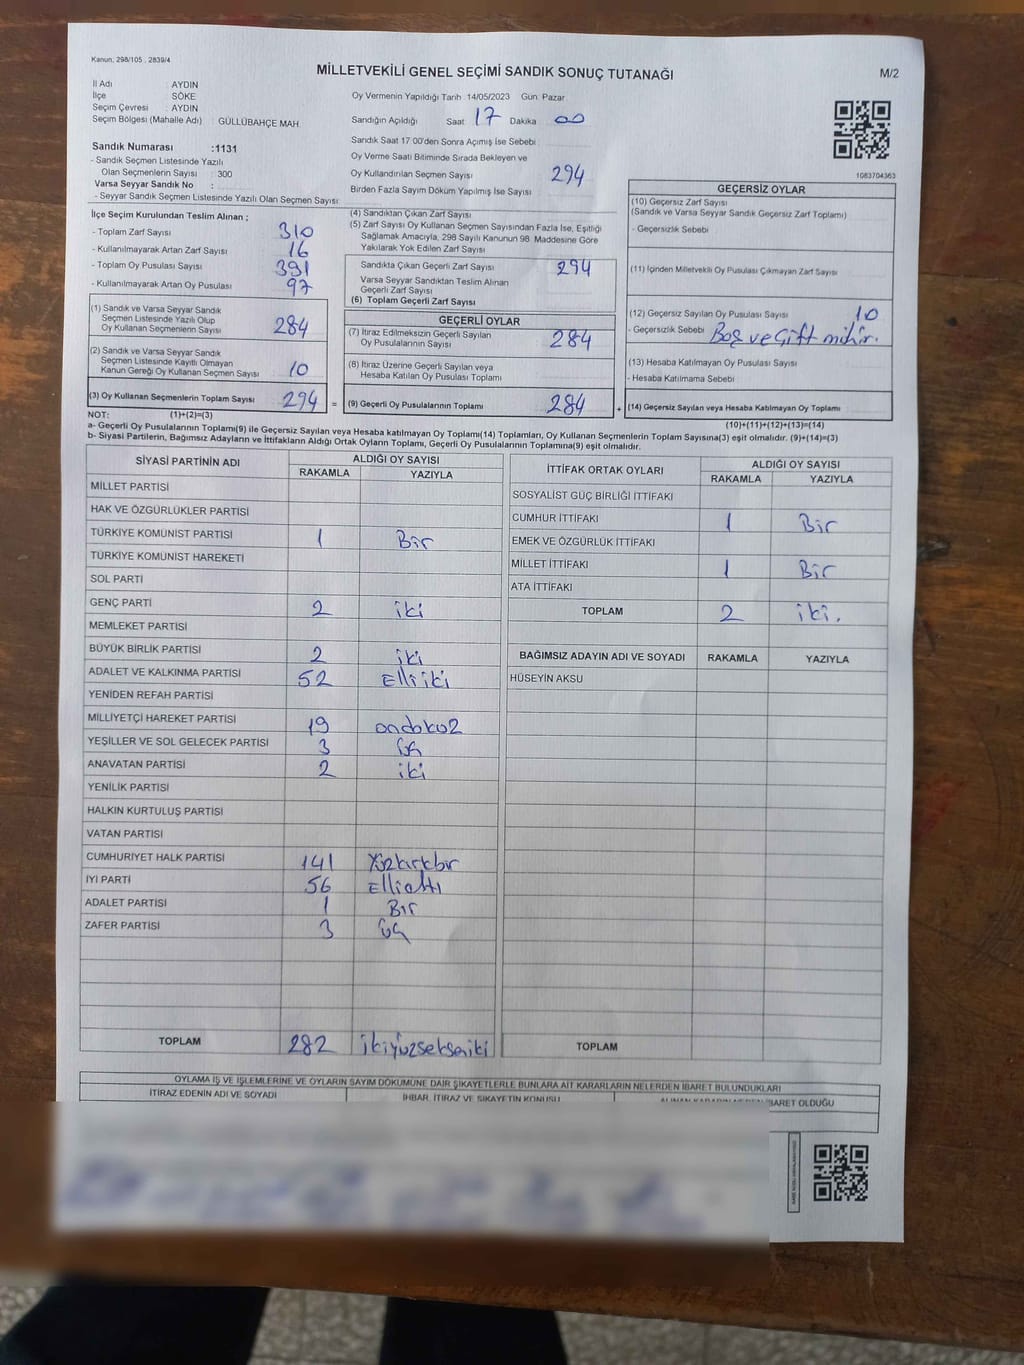 Kanun, 298/105 , 2839/4
MİLLETVEKİLİ GENEL SEÇİMİ SANDIK SONUÇ TUTANAĞI
M/2
İl Adı : AYDIN
İlçe : SÖKE
Seçim Çevresi : AYDIN
Seçim Bölgesi (Mahalle Adı) : GÜLLÜBAHÇE MAH.
Oy Vermenin Yapıldığı Tarih :14/05/2023 Gün: Pazar
Sandığın Açıldığı Saat : 17 Dakika : 00
Sandık Saat 17:00'den Sonra Açımış İse Sebebi :
Sandık Numarası :1131
- Sandık Seçmen Listesinde Yazılı
Olan Seçmenlerin Sayısı : 300
Varsa Seyyar Sandık No :
- Seyyar Sandık Seçmen Listesinde Yazılı Olan Seçmen Sayısı:
Oy Verme Saati Bitiminde Sırada Bekleyen ve
Oy Kullandırılan Seçmen Sayısı : 294
Birden Fazla Sayım Döküm Yapılmış İse Sayısı :
1083704363
İlçe Seçim Kurulundan Teslim Alınan ;
- Toplam Zarf Sayısı : 310
- Kullanılmayarak Artan Zarf Sayısı : 16
- Toplam Oy Pusulası Sayısı : 391
- Kullanılmayarak Artan Oy Pusulası : 97
(1) Sandık ve Varsa Seyyar Sandık
Seçmen Listesinde Yazılı Olup
Oy Kullanan Seçmenlerin Sayısı 284
(2) Sandık ve Varsa Seyyar Sandık
Seçmen Listesinde Kayıtlı Olmayan
Kanun Gereği Oy Kullanan Seçmen Sayısı 10
(3) Oy Kullanan Seçmenlerin Toplam Sayısı 294 =
(4) Sandıktan Çıkan Zarf Sayısı
(5) Zarf Sayısı Oy Kullanan Seçmen Sayısından Fazla İse, Eşitliği
Sağlamak Amacıyla, 298 Sayılı Kanunun 98. Maddesine Göre
Yakılarak Yok Edilen Zarf Sayısı
Sandıkta Çıkan Geçerli Zarf Sayısı 294
Varsa Seyyar Sandıktan Teslim Alınan
Geçerli Zarf Sayısı
(6) Toplam Geçerli Zarf Sayısı
GEÇERLİ OYLAR
(7) İtiraz Edilmeksizin Geçerli Sayılan
Oy Pusulalarının Sayısı 284
(8) İtiraz Üzerine Geçerli Sayılan veya
Hesaba Katılan Oy Pusulası Toplamı
(9) Geçerli Oy Pusulalarının Toplamı 284 +
GEÇERSİZ OYLAR
(10) Geçersiz Zarf Sayısı
(Sandık ve Varsa Seyyar Sandık Geçersiz Zarf Toplamı)
- Geçersizlik Sebebi
(11) İçinden Milletvekili Oy Pusulası Çıkmayan Zarf Sayısı
(12) Geçersiz Sayılan Oy Pusulası Sayısı 10
- Geçersizlik Sebebi Boş ve Çift mühür.
(13) Hesaba Katılmayan Oy Pusulası Sayısı
- Hesaba Katılmama Sebebi
(14) Geçersiz Sayılan veya Hesaba Katılmayan Oy Toplamı
NOT: (1)+(2)=(3)
(10)+(11)+(12)+(13)=(14)
a- Geçerli Oy Pusulalarının Toplamı(9) ile Geçersiz Sayılan veya Hesaba katılmayan Oy Toplamı(14) Toplamları, Oy Kullanan Seçmenlerin Toplam Sayısına(3) eşit olmalıdır. (9)+(14)=(3)
b- Siyasi Partilerin, Bağımsız Adayların ve İttifakların Aldığı Ortak Oyların Toplamı, Geçerli Oy Pusulalarının Toplamına(9) eşit olmalıdır.
SİYASİ PARTİNİN ADI ALDIĞI OY SAYISI
RAKAMLA YAZIYLA
MİLLET PARTİSİ
HAK VE ÖZGÜRLÜKLER PARTİSİ
TÜRKİYE KOMÜNİST PARTİSİ 1 Bir
TÜRKİYE KOMÜNİST HAREKETİ
SOL PARTİ
GENÇ PARTİ 2 iki
MEMLEKET PARTİSİ
BÜYÜK BİRLİK PARTİSİ 2 iki
ADALET VE KALKINMA PARTİSİ 52 Elliiki
YENİDEN REFAH PARTİSİ
MİLLİYETÇİ HAREKET PARTİSİ 19 ondokuz
YEŞİLLER VE SOL GELECEK PARTİSİ 3 üç
ANAVATAN PARTİSİ 2 iki
YENİLİK PARTİSİ
HALKIN KURTULUŞ PARTİSİ
VATAN PARTİSİ
CUMHURİYET HALK PARTİSİ 141 Yüzkırkbir
İYİ PARTİ 56 Elliatı
ADALET PARTİSİ 1 Bir
ZAFER PARTİSİ 3 üç
TOPLAM 282 ikiyüzsekseniki
İTTİFAK ORTAK OYLARI ALDIĞI OY SAYISI
RAKAMLA YAZIYLA
SOSYALİST GÜÇ BİRLİĞİ İTTİFAKI
CUMHUR İTTİFAKI 1 Bir
EMEK VE ÖZGÜRLÜK İTTİFAKI
MİLLET İTTİFAKI 1 Bir
ATA İTTİFAKI
TOPLAM 2 iki.
BAĞIMSIZ ADAYIN ADI VE SOYADI RAKAMLA YAZIYLA
HÜSEYİN AKSU
TOPLAM
OYLAMA İŞ VE İŞLEMLERİNE VE OYLARIN SAYIM DÖKÜMÜNE DAİR ŞİKAYETLERLE BUNLARA AİT KARARLARIN NELERDEN İBARET BULUNDUKLARI
İTİRAZ EDENİN ADI VE SOYADI İHBAR, İTİRAZ VE ŞİKAYETİN KONUSU ALINAN KARARIN NEDEN İBARET OLDUĞU